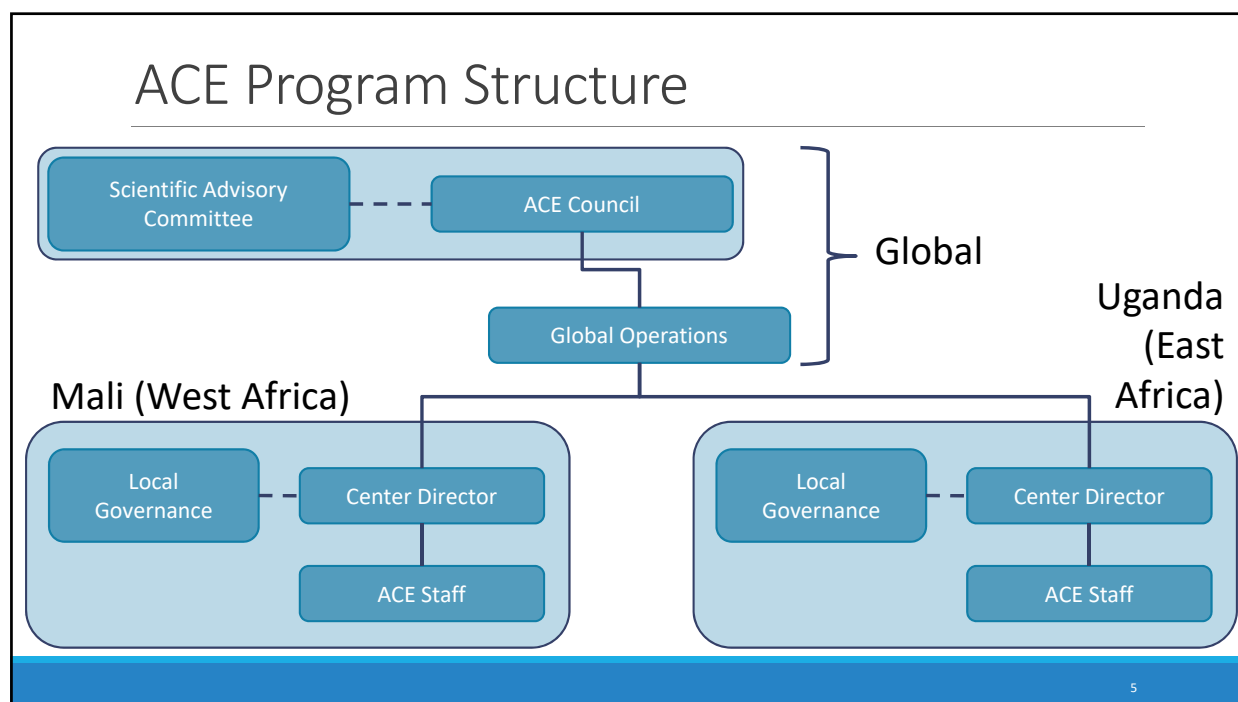 ACE Program Structure
Scientific Advisory
Committee
ACE Council
Global
Global Operations
Mali (West Africa)
Uganda
(East
Africa)
Local
Governance
Center Director
ACE Staff
Local
Governance
Center Director
ACE Staff
5